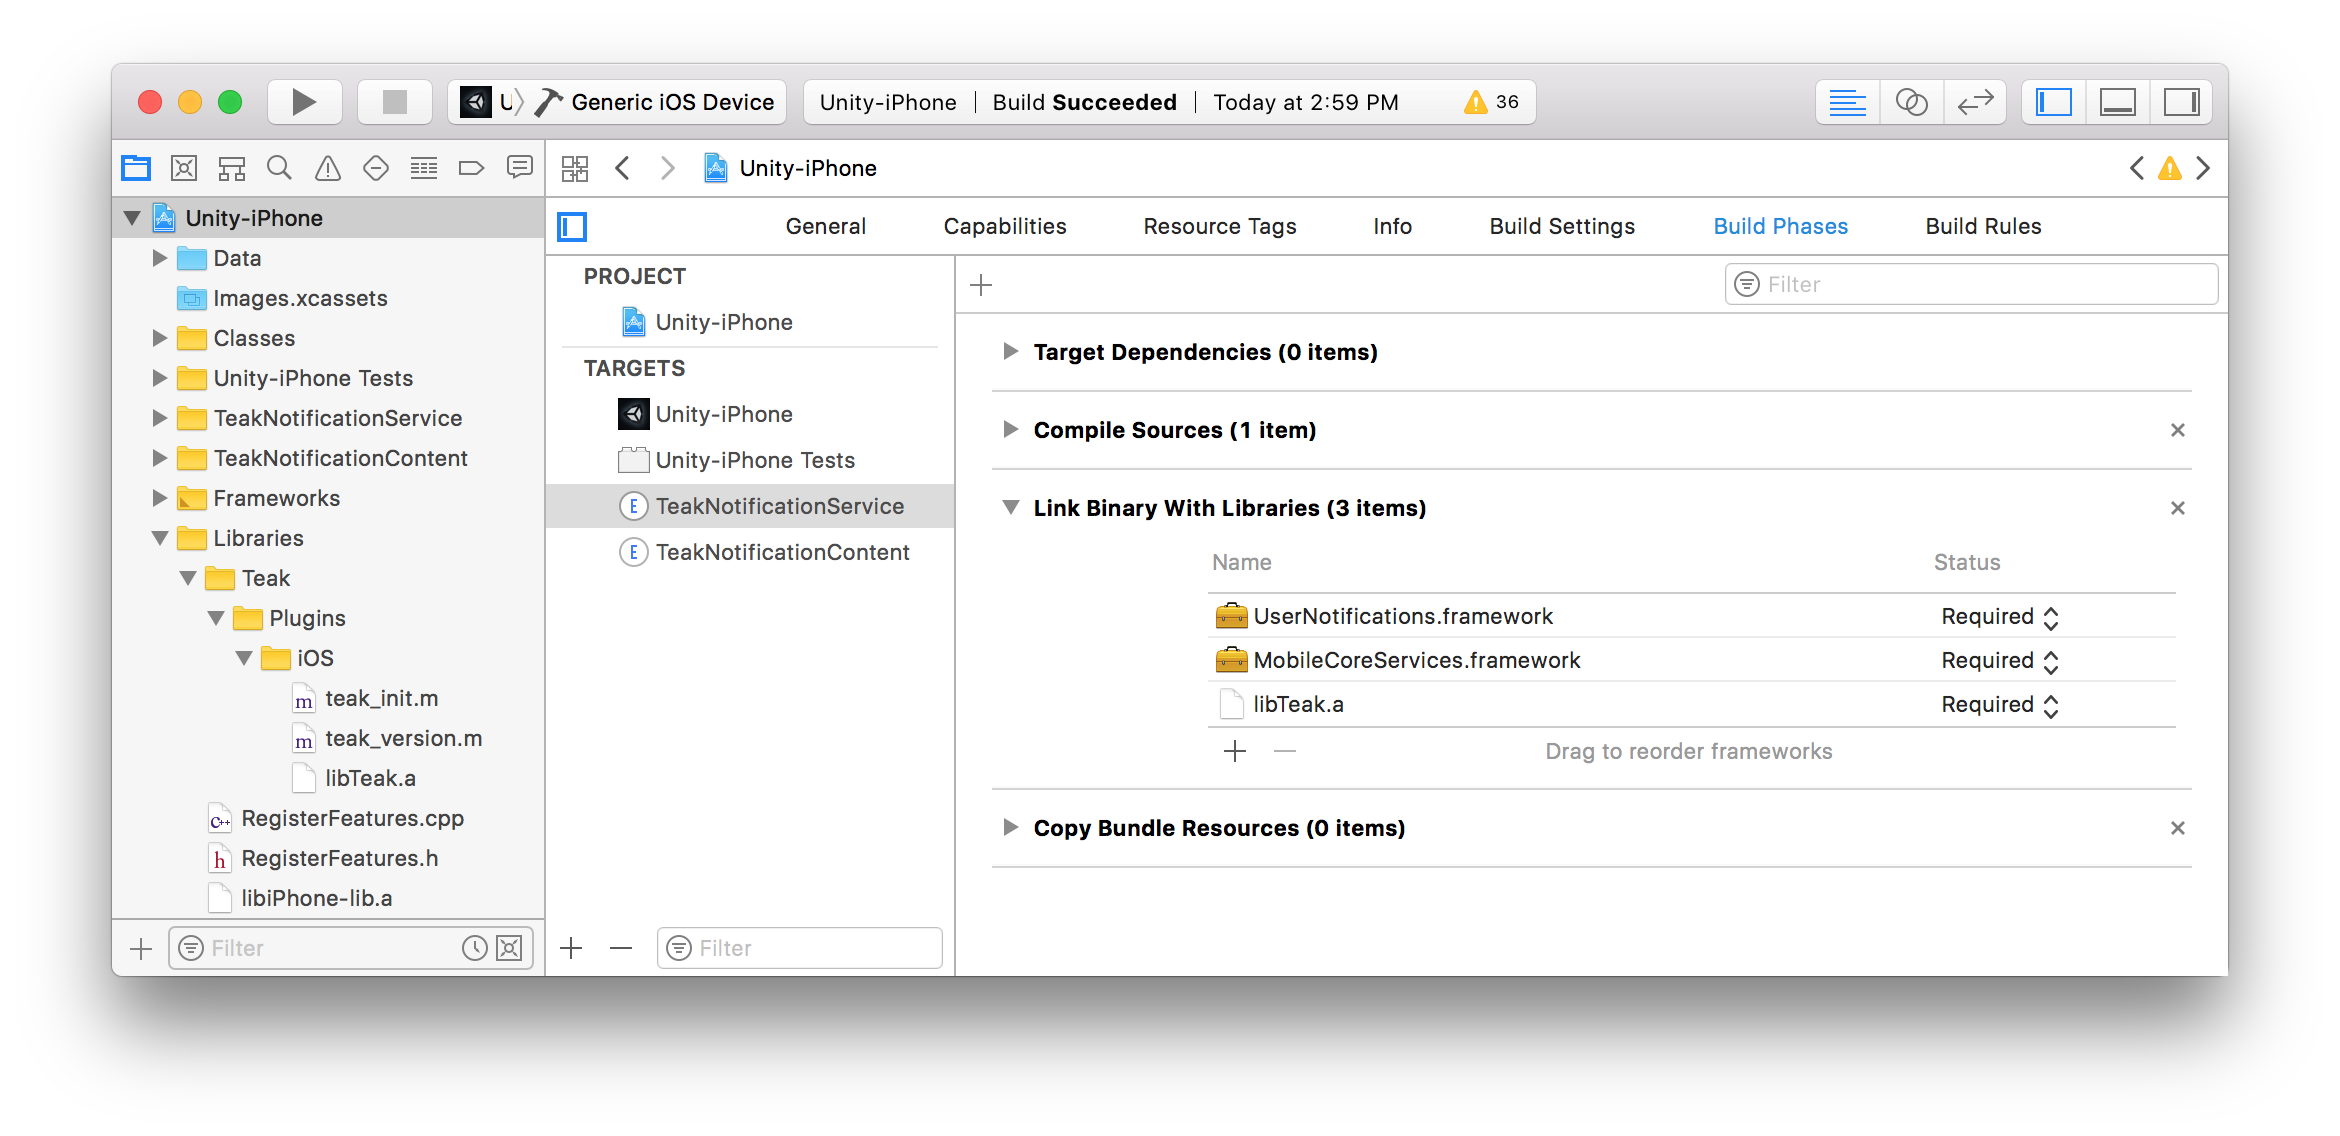 Generic iOS Device
Unity-iPhone | Build Succeeded | Today at 2:59 PM
36
Unity-iPhone
Unity-iPhone
Data
Images.xcassets
Classes
Unity-iPhone Tests
TeakNotificationService
TeakNotificationContent
Frameworks
Libraries
Teak
Plugins
iOS
m teak_init.m
m teak_version.m
libTeak.a
C++ RegisterFeatures.cpp
h RegisterFeatures.h
libiPhone-lib.a
Filter
General Capabilities Resource Tags Info Build Settings Build Phases Build Rules
PROJECT
Unity-iPhone
TARGETS
Unity-iPhone
Unity-iPhone Tests
E TeakNotificationService
E TeakNotificationContent
Filter
Filter
Target Dependencies (0 items)
Compile Sources (1 item)
Link Binary With Libraries (3 items)
Name Status
UserNotifications.framework Required
MobileCoreServices.framework Required
libTeak.a Required
Drag to reorder frameworks
Copy Bundle Resources (0 items)